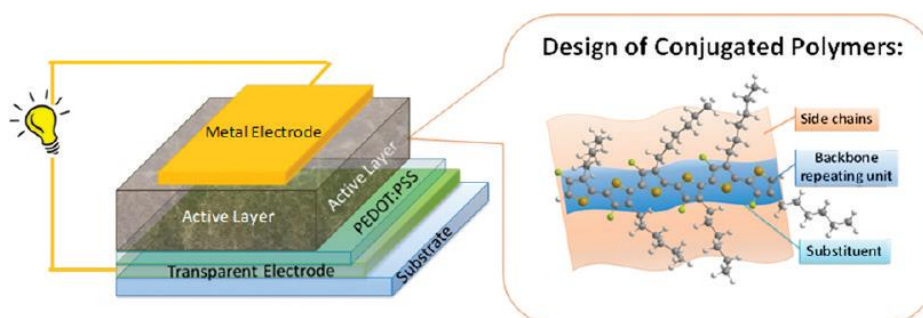 Design of Conjugated Polymers:
Metal Electrode
Active Layer
Active Layer
PEDOT:PSS
Transparent Electrode
Substrate
Side chains
Backbone
repeating unit
Substituent